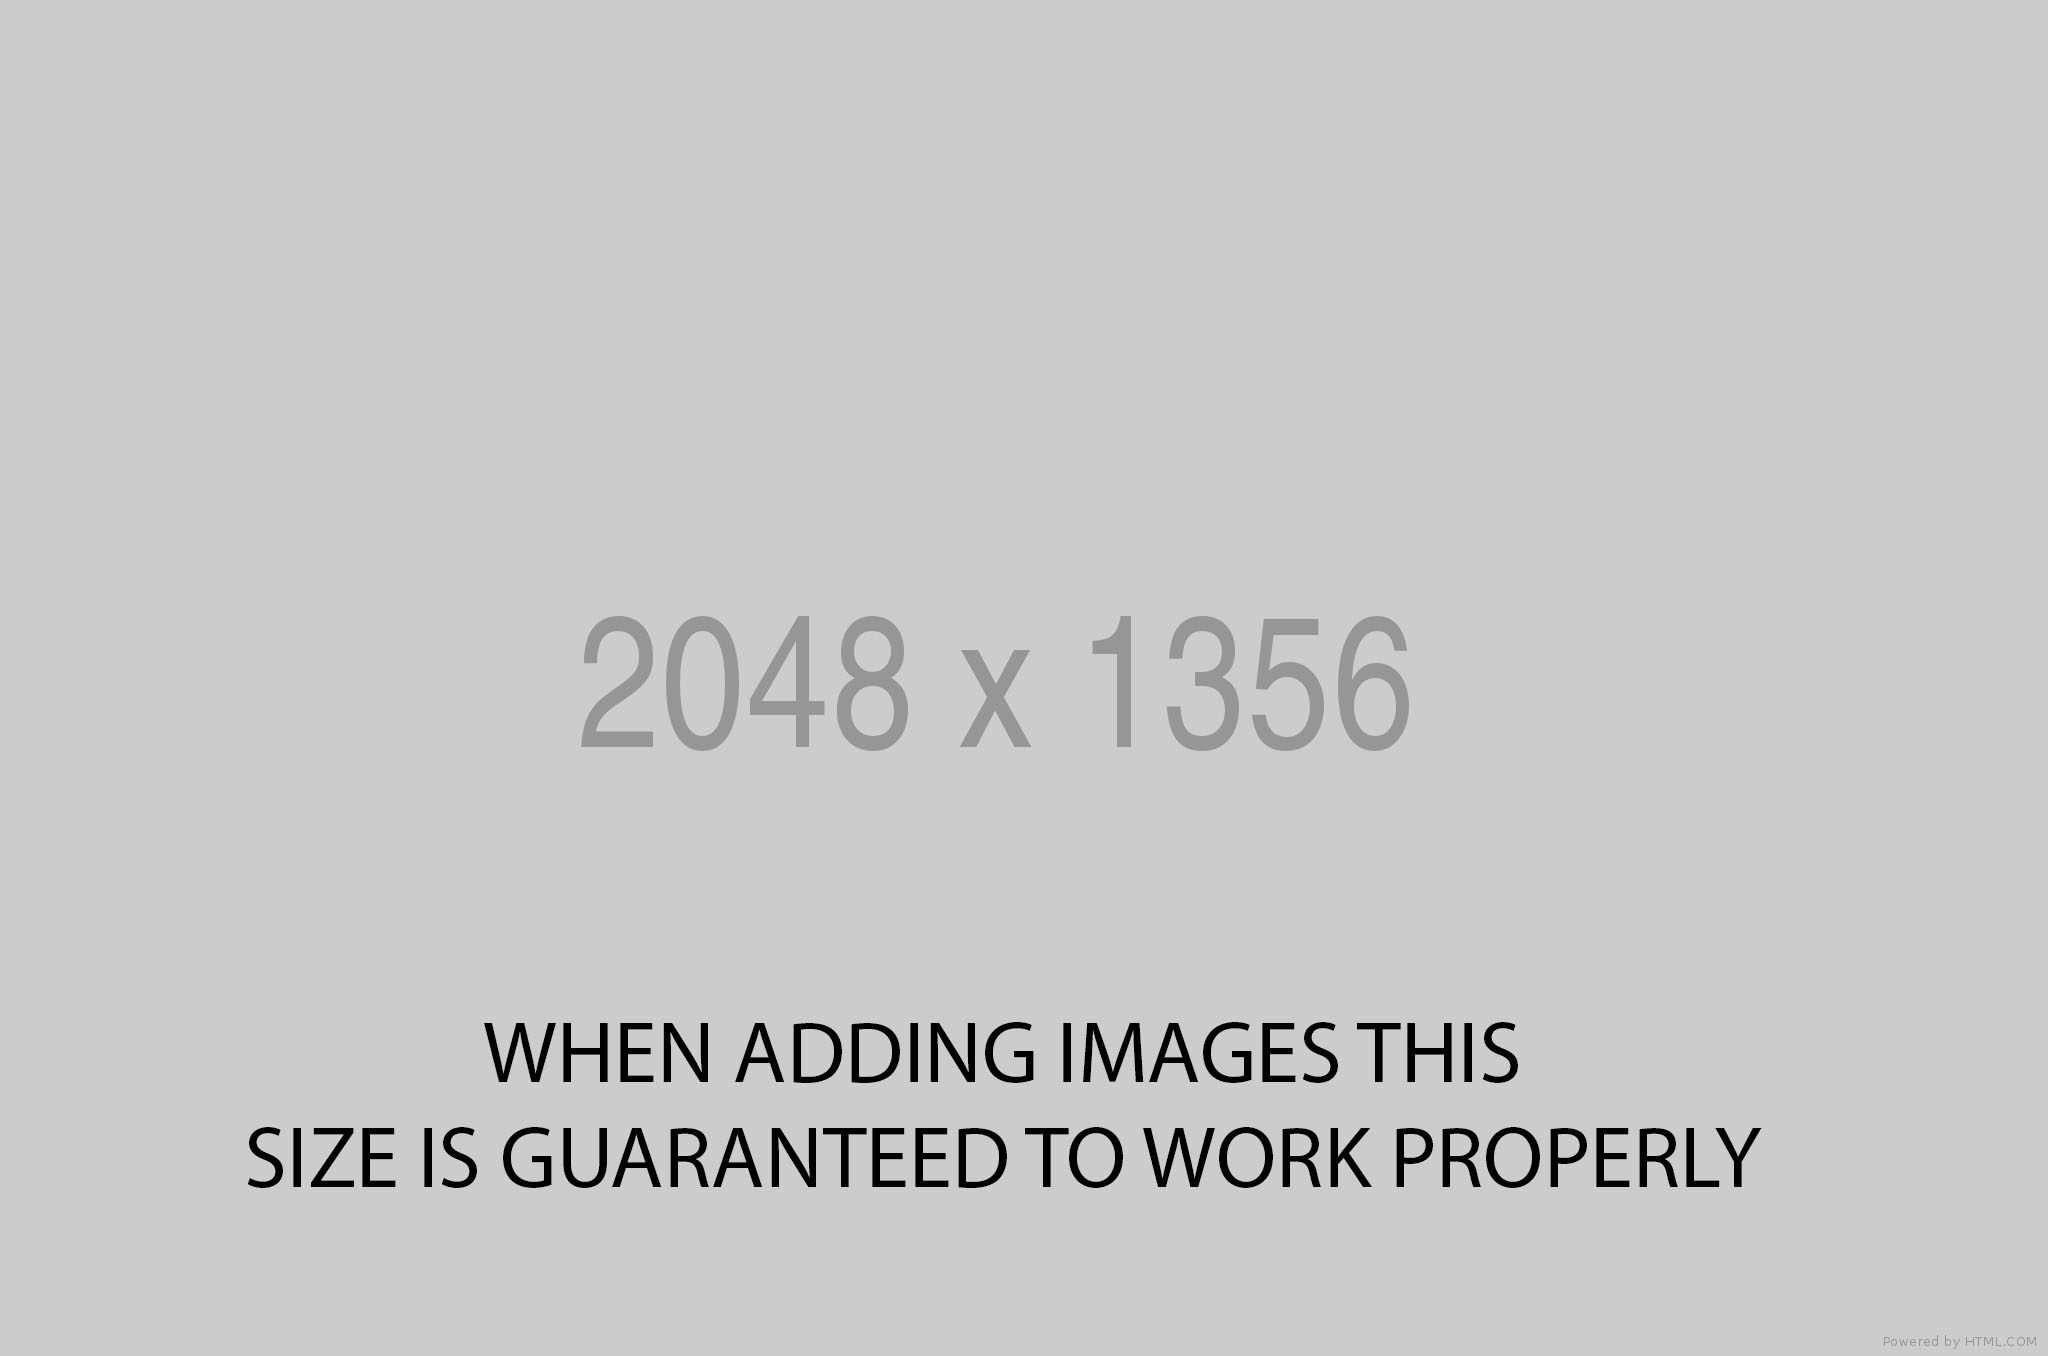 2048 x 1356
WHEN ADDING IMAGES THIS
SIZE IS GUARANTEED TO WORK PROPERLY
Powered by HTML.COM